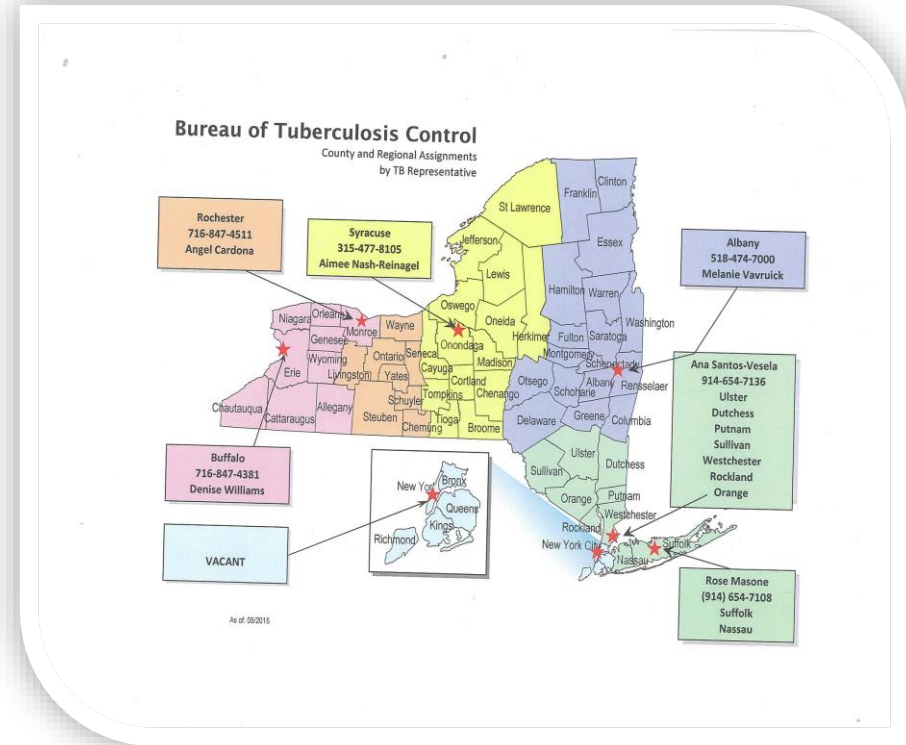 Bureau of Tuberculosis Control
County and Regional Assignments
by TB Representative
Rochester
716-847-4511
Angel Cardona
Syracuse
315-477-8105
Aimee Nash-Reinagel
Albany
518-474-7000
Melanie Vavruick
Ana Santos-Vesela
914-654-7136
Ulster
Dutchess
Putnam
Sullivan
Westchester
Rockland
Orange
Rose Masone
(914) 654-7108
Suffolk
Nassau
Buffalo
716-847-4381
Denise Williams
VACANT
As of: 05/2015
Clinton
Franklin
St Lawrence
Essex
Jefferson
Lewis
Hamilton
Warren
Washington
Oswego
Oneida
Herkimer
Fulton
Saratoga
Montgomery
Schenectady
Niagara
Orleans
Monroe
Wayne
Genesee
Onondaga
Madison
Ontario
Seneca
Cayuga
Wyoming
Erie
Livingston
Yates
Cortland
Chenango
Otsego
Schoharie
Albany
Rensselaer
Tompkins
Schuyler
Chautauqua
Cattaraugus
Allegany
Steuben
Chemung
Tioga
Broome
Delaware
Greene
Columbia
Ulster
Sullivan
Dutchess
Orange
Putnam
Westchester
Rockland
New York City
Nassau
Suffolk
New York
Bronx
Queens
Kings
Richmond